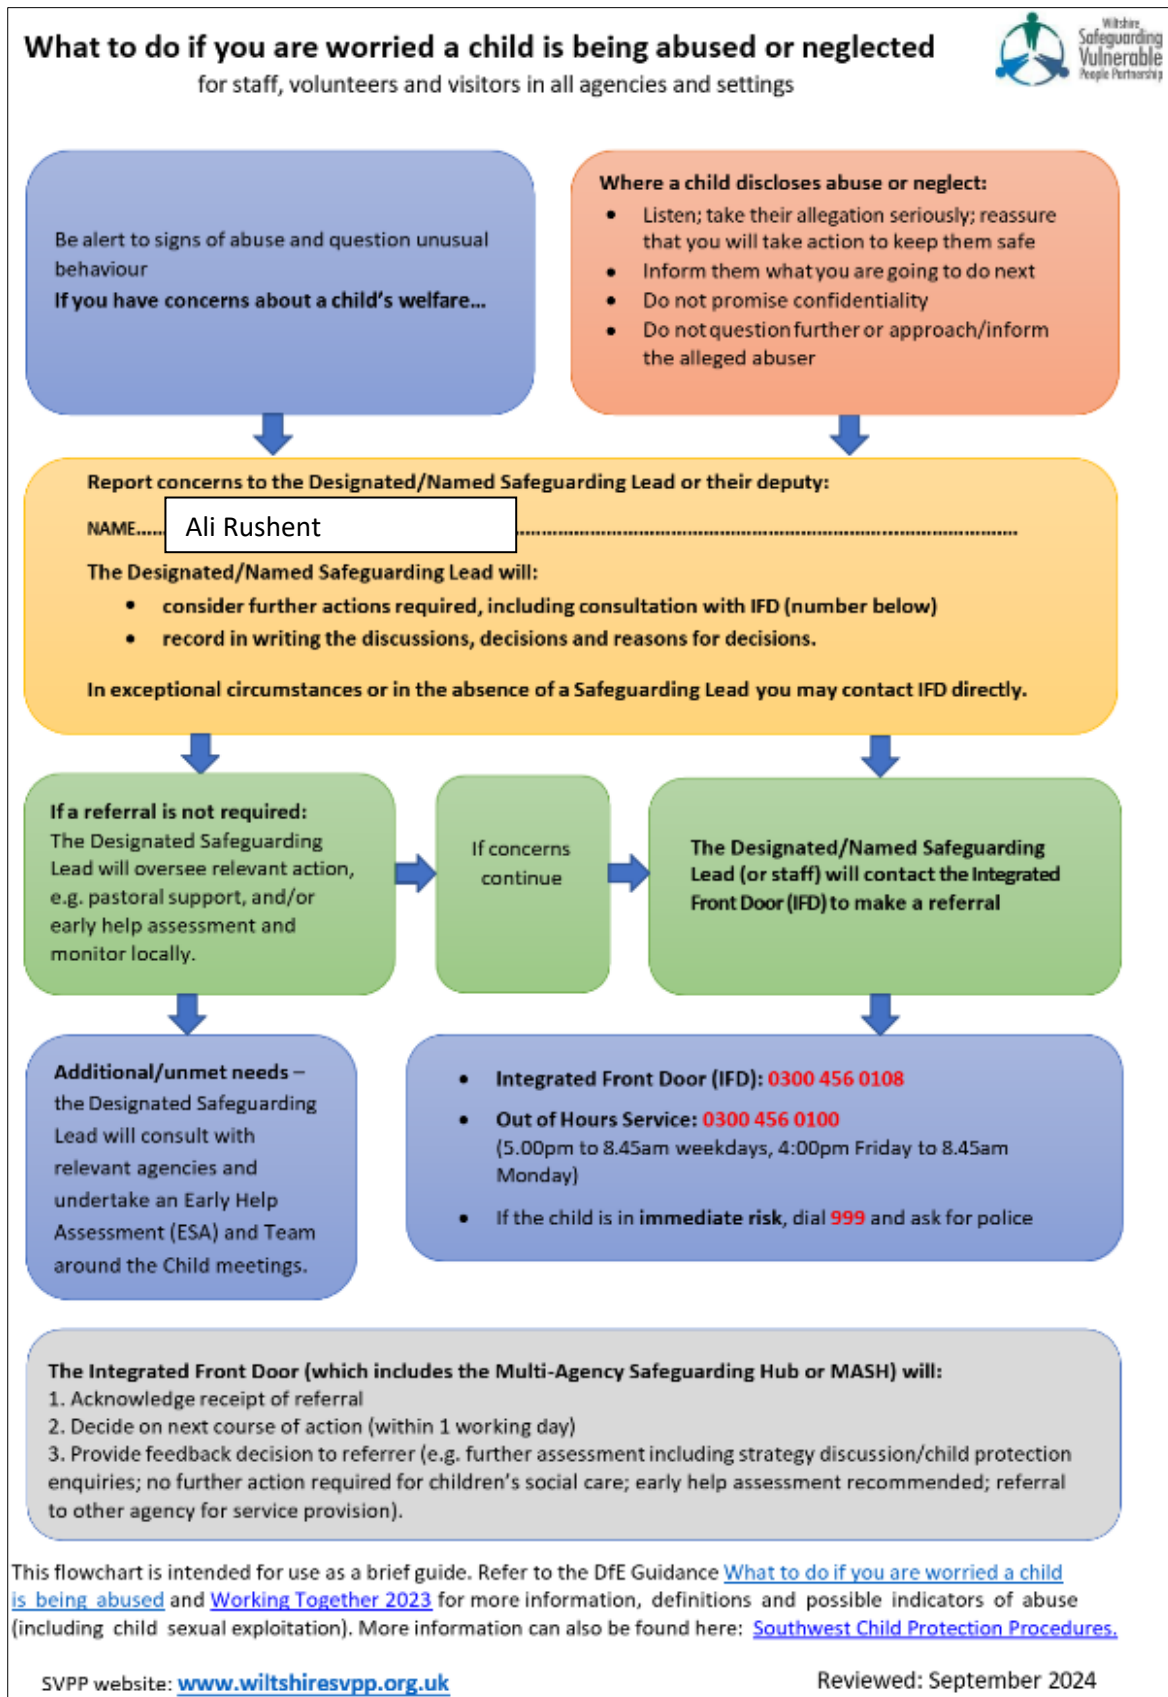 What to do if you are worried a child is being abused or neglected
for staff, volunteers and visitors in all agencies and settings
Wiltshire
Safeguarding
Vulnerable
People Partnership
Be alert to signs of abuse and question unusual
behaviour
If you have concerns about a child's welfare...
Where a child discloses abuse or neglect:
• Listen; take their allegation seriously; reassure
that you will take action to keep them safe
• Inform them what you are going to do next
• Do not promise confidentiality
• Do not question further or approach/inform
the alleged abuser
Report concerns to the Designated/Named Safeguarding Lead or their deputy:
NAME...... Ali Rushent ......
The Designated/Named Safeguarding Lead will:
• consider further actions required, including consultation with IFD (number below)
• record in writing the discussions, decisions and reasons for decisions.
In exceptional circumstances or in the absence of a Safeguarding Lead you may contact IFD directly.
If a referral is not required:
The Designated Safeguarding
Lead will oversee relevant action,
e.g. pastoral support, and/or
early help assessment and
monitor locally.
If concerns
continue
The Designated/Named Safeguarding
Lead (or staff) will contact the Integrated
Front Door (IFD) to make a referral
Additional/unmet needs –
the Designated Safeguarding
Lead will consult with
relevant agencies and
undertake an Early Help
Assessment (ESA) and Team
around the Child meetings.
• Integrated Front Door (IFD): 0300 456 0108
• Out of Hours Service: 0300 456 0100
(5.00pm to 8.45am weekdays, 4:00pm Friday to 8.45am
Monday)
• If the child is in immediate risk, dial 999 and ask for police
The Integrated Front Door (which includes the Multi-Agency Safeguarding Hub or MASH) will:
1. Acknowledge receipt of referral
2. Decide on next course of action (within 1 working day)
3. Provide feedback decision to referrer (e.g. further assessment including strategy discussion/child protection
enquiries; no further action required for children's social care; early help assessment recommended; referral
to other agency for service provision).
This flowchart is intended for use as a brief guide. Refer to the DfE Guidance What to do if you are worried a child
is being abused and Working Together 2023 for more information, definitions and possible indicators of abuse
(including child sexual exploitation). More information can also be found here: Southwest Child Protection Procedures.
SVPP website: www.wiltshiresvpp.org.uk
Reviewed: September 2024